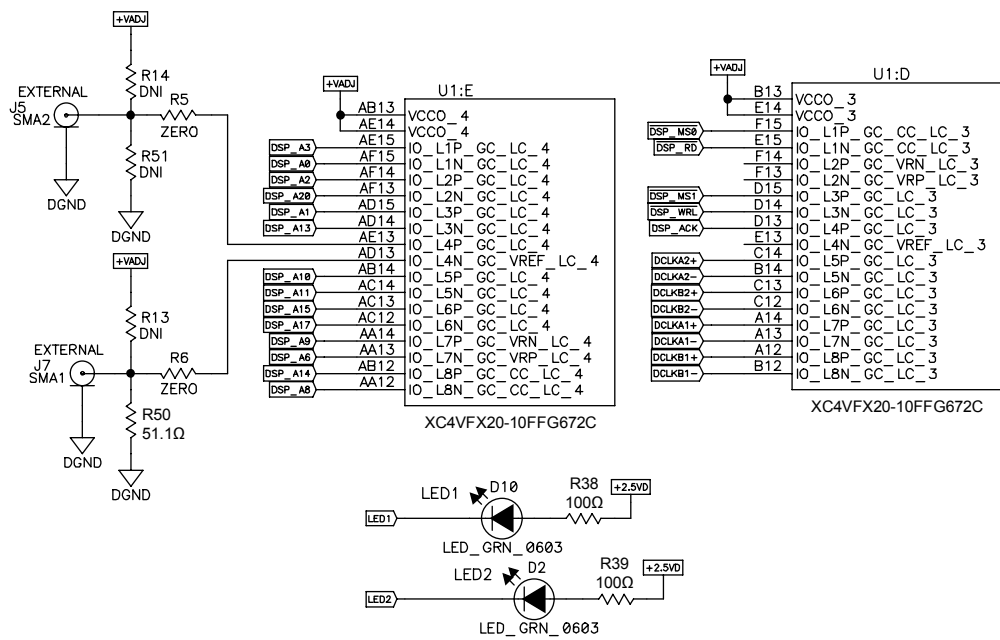 +VADJ
R14
DNI
EXTERNAL
J5
SMA2
R5
ZERO
R51
DNI
DGND
DGND
+VADJ
R13
DNI
EXTERNAL
J7
SMA1
R6
ZERO
R50
51.1Ω
DGND
DGND
U1:E
+VADJ
AB13 VCCO_4
AE14 VCCO_4
DSP_A3 AE15 IO_L1P_GC_LC_4
DSP_A0 AF15 IO_L1N_GC_LC_4
DSP_A2 AF14 IO_L2P_GC_LC_4
DSP_A20 AF13 IO_L2N_GC_LC_4
DSP_A1 AD15 IO_L3P_GC_LC_4
DSP_A13 AD14 IO_L3N_GC_LC_4
AE13 IO_L4P_GC_LC_4
AD13 IO_L4N_GC_VREF_LC_4
DSP_A10 AB14 IO_L5P_GC_LC_4
DSP_A11 AC14 IO_L5N_GC_LC_4
DSP_A15 AC13 IO_L6P_GC_LC_4
DSP_A17 AC12 IO_L6N_GC_LC_4
DSP_A9 AA14 IO_L7P_GC_VRN_LC_4
DSP_A6 AA13 IO_L7N_GC_VRP_LC_4
DSP_A14 AB12 IO_L8P_GC_CC_LC_4
DSP_A8 AA12 IO_L8N_GC_CC_LC_4
XC4VFX20-10FFG672C
U1:D
+VADJ
B13 VCCO_3
E14 VCCO_3
DSP_MS0 F15 IO_L1P_GC_CC_LC_3
DSP_RD E15 IO_L1N_GC_CC_LC_3
F14 IO_L2P_GC_VRN_LC_3
F13 IO_L2N_GC_VRP_LC_3
DSP_MS1 D15 IO_L3P_GC_LC_3
DSP_WRL D14 IO_L3N_GC_LC_3
DSP_ACK D13 IO_L4P_GC_LC_3
E13 IO_L4N_GC_VREF_LC_3
DCLKA2+ C14 IO_L5P_GC_LC_3
DCLKA2- B14 IO_L5N_GC_LC_3
DCLKB2+ C13 IO_L6P_GC_LC_3
DCLKB2- C12 IO_L6N_GC_LC_3
DCLKA1+ A14 IO_L7P_GC_LC_3
DCLKA1- A13 IO_L7N_GC_LC_3
DCLKB1+ A12 IO_L8P_GC_LC_3
DCLKB1- B12 IO_L8N_GC_LC_3
XC4VFX20-10FFG672C
LED1
LED1
D10
LED_GRN_0603
R38
100Ω
+2.5VD
LED2
LED2
D2
LED_GRN_0603
R39
100Ω
+2.5VD